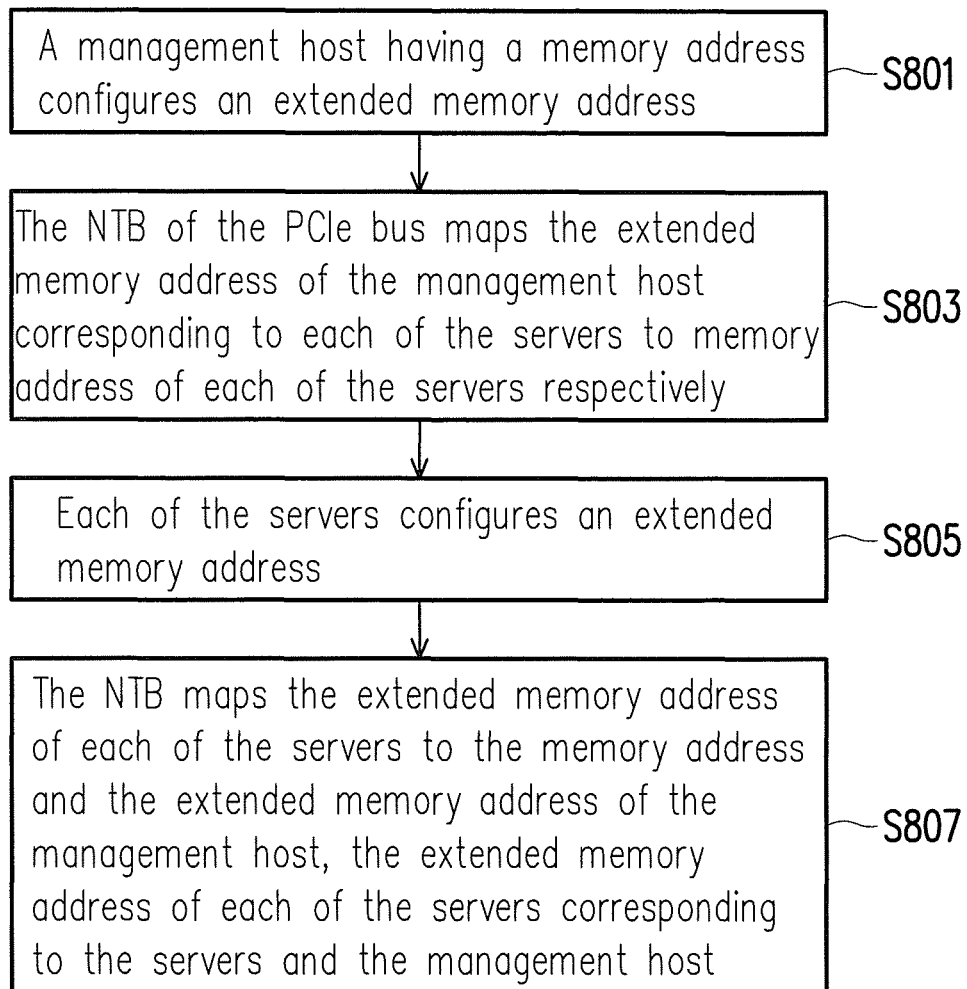 A management host having a memory address
configures an extended memory address
S801
The NTB of the PCIe bus maps the extended
memory address of the management host
corresponding to each of the servers to memory
address of each of the servers respectively
S803
Each of the servers configures an extended
memory address
S805
The NTB maps the extended memory address
of each of the servers to the memory address
and the extended memory address of the
management host, the extended memory
address of each of the servers corresponding
to the servers and the management host
S807